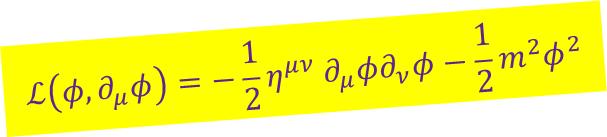 ℒ(ϕ, ∂_μϕ) = −1/2 η^{μν} ∂_μϕ∂_νϕ − 1/2 m²ϕ²